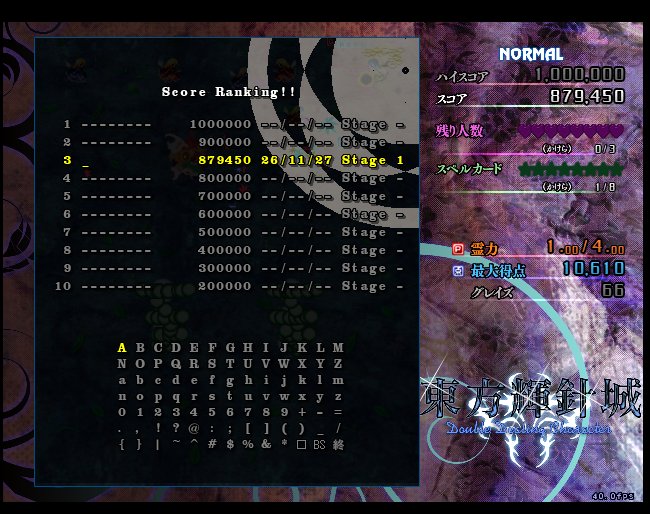 Score Ranking!!
1 -------- 1000000 --/--/-- Stage -
2 -------- 900000 --/--/-- Stage -
3 _ 879450 26/11/27 Stage 1
4 -------- 800000 --/--/-- Stage -
5 -------- 700000 --/--/-- Stage -
6 -------- 600000 --/--/-- Stage -
7 -------- 500000 --/--/-- Stage -
8 -------- 400000 --/--/-- Stage -
9 -------- 300000 --/--/-- Stage -
10 -------- 200000 --/--/-- Stage -
A B C D E F G H I J K L M
N O P Q R S T U V W X Y Z
a b c d e f g h i j k l m
n o p q r s t u v w x y z
0 1 2 3 4 5 6 7 8 9 + - =
. , ! ? @ : ; [ ] ( ) _ /
{ } | ~ ^ # $ % & * □ BS 終
NORMAL
ハイスコア 1,000,000
スコア 879,450
残り人数
(かけら) 0/3
スペルカード
(かけら) 1/8
P 霊力 1.00/4.00
点 最大得点 10,610
グレイズ 66
東方輝針城
Double Dealing Character
40.0fps